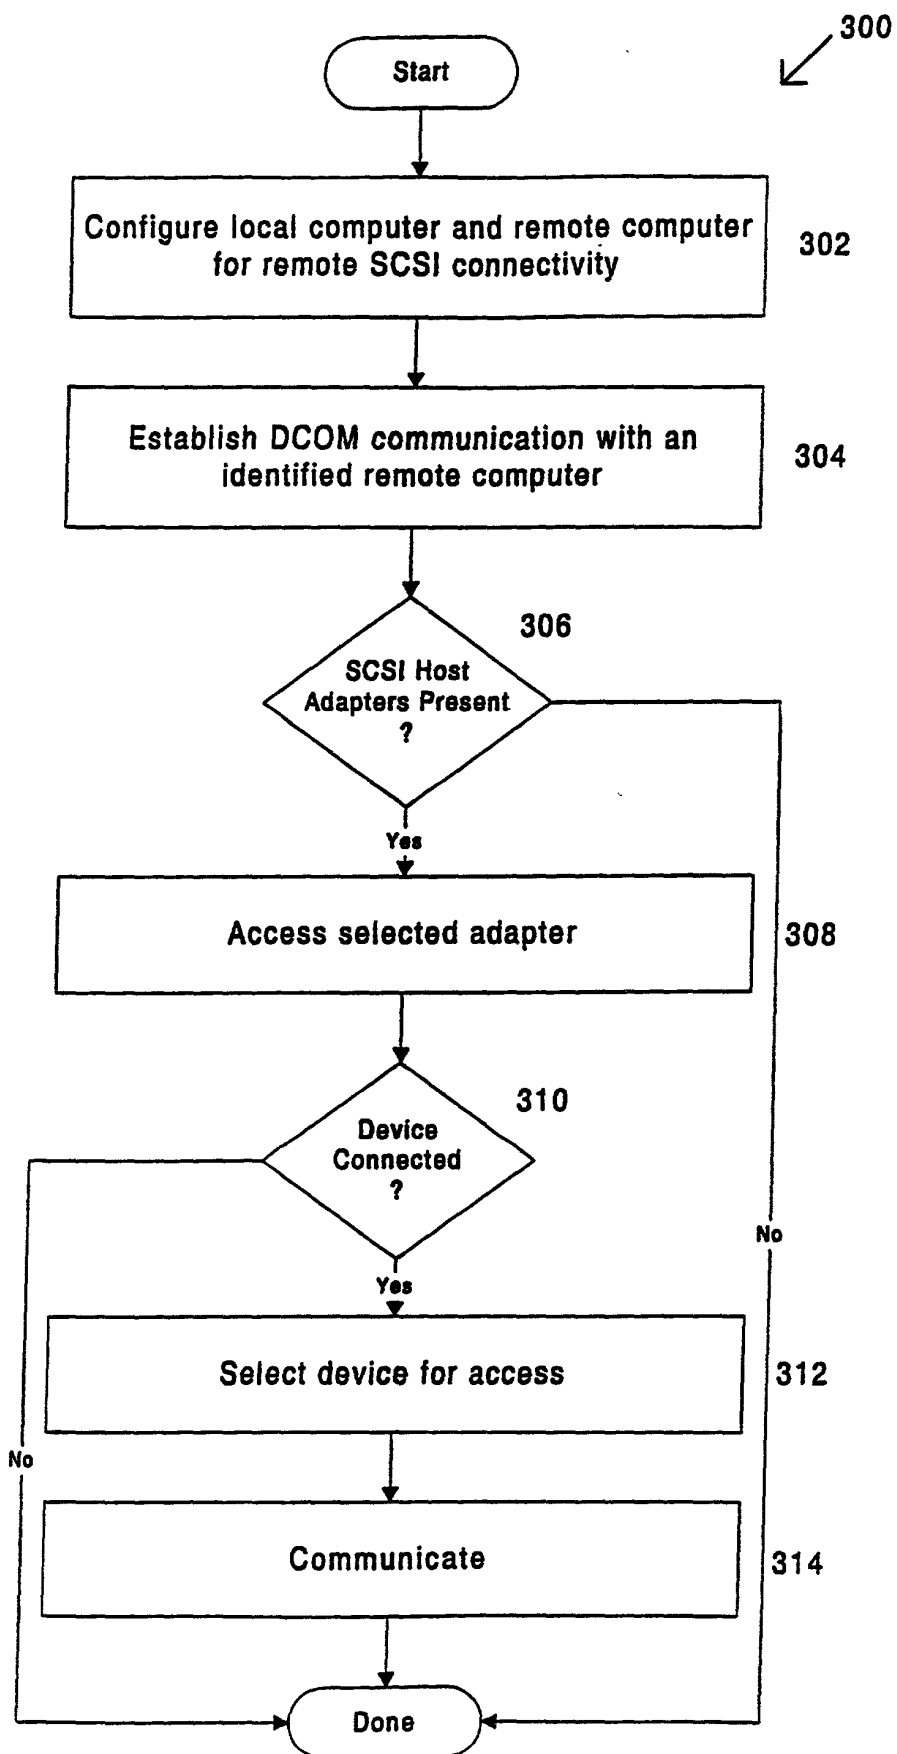 300
Start
Configure local computer and remote computer
for remote SCSI connectivity
302
Establish DCOM communication with an
identified remote computer
304
306
SCSI Host
Adapters Present
?
Yes
Access selected adapter
308
310
Device
Connected
?
No
Yes
Select device for access
312
No
Communicate
314
Done